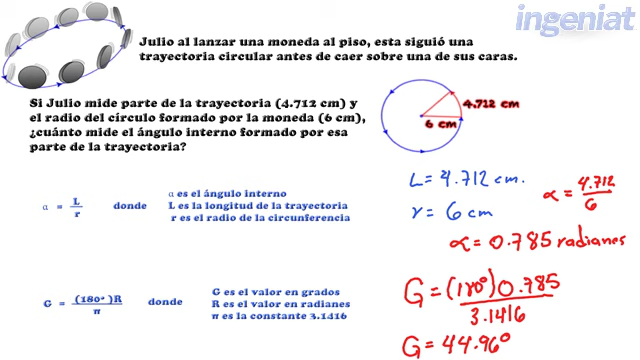 ingeniat
Julio al lanzar una moneda al piso, esta siguió una
trayectoria circular antes de caer sobre una de sus caras.
Si Julio mide parte de la trayectoria (4.712 cm) y
el radio del círculo formado por la moneda (6 cm),
¿cuánto mide el ángulo interno formado por esa
parte de la trayectoria?
4.712 cm
6 cm
α = L/r donde
α es el ángulo interno
L es la longitud de la trayectoria
r es el radio de la circunferencia
L = 4.712 cm.
r = 6 cm
α = 4.712/6
α = 0.785 radianes
G = (180°)R/π donde
G es el valor en grados
R es el valor en radianes
π es la constante 3.1416
G = (180°)0.785/3.1416
G = 44.96°